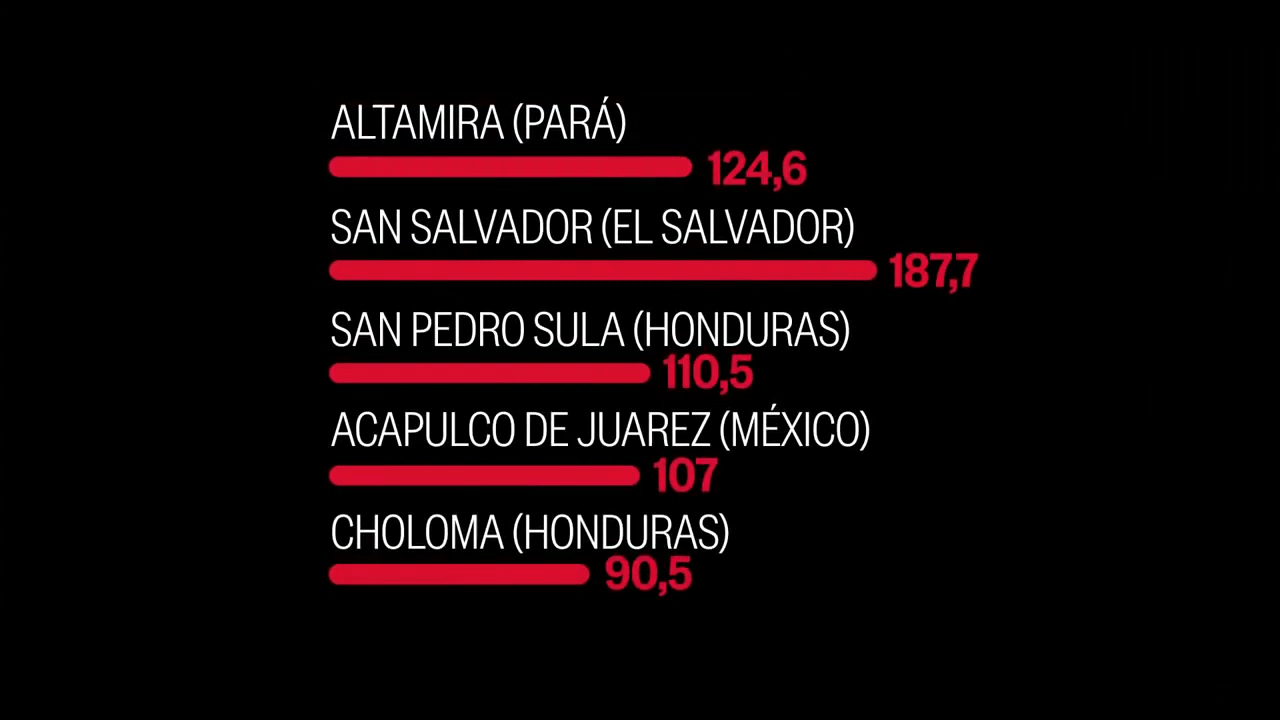 ALTAMIRA (PARÁ)
124,6
SAN SALVADOR (EL SALVADOR)
187,7
SAN PEDRO SULA (HONDURAS)
110,5
ACAPULCO DE JUAREZ (MÉXICO)
107
CHOLOMA (HONDURAS)
90,5